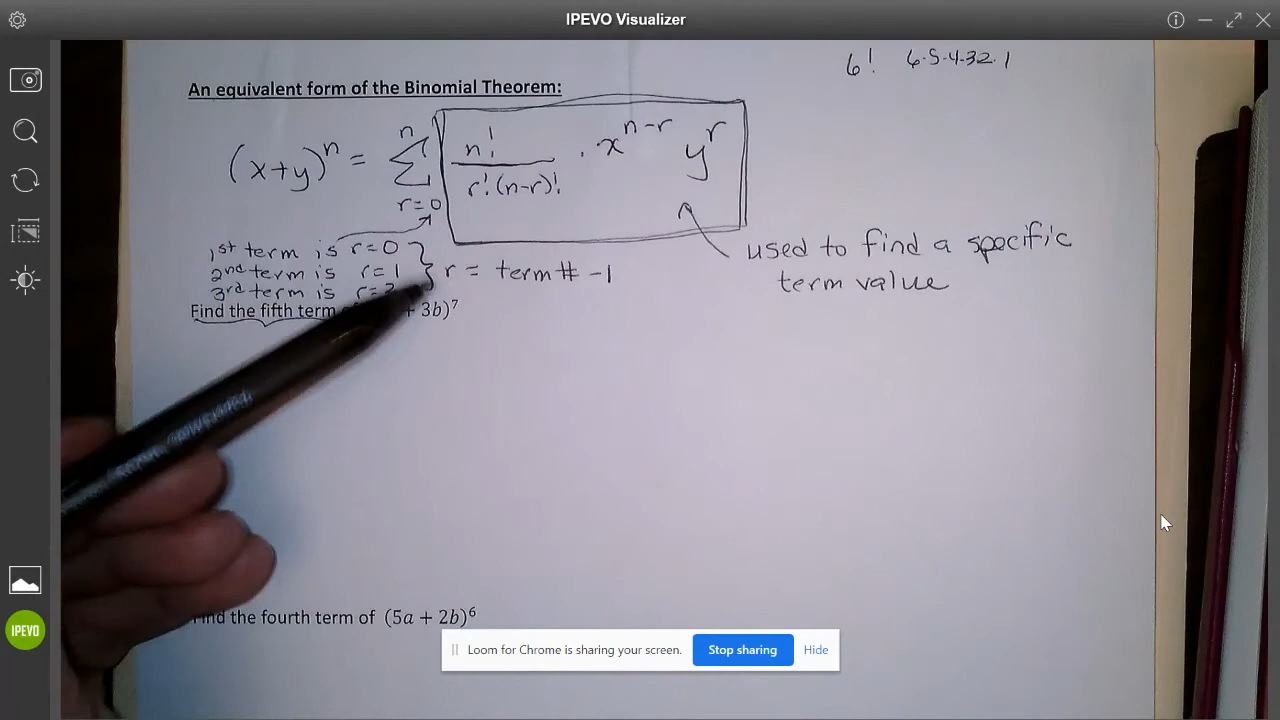 IPEVO Visualizer
6! 6·5·4·3·2·1
An equivalent form of the Binomial Theorem:
(x+y)^n = Σ n r=0 n!/r!(n-r)! · x^(n-r) y^r
1st term is r=0
2nd term is r=1 r = term# -1
3rd term is r=
used to find a specific
term value
Find the fifth term + 3b)⁷
Find the fourth term of (5a + 2b)⁶
IPEVO
Loom for Chrome is sharing your screen. Stop sharing Hide